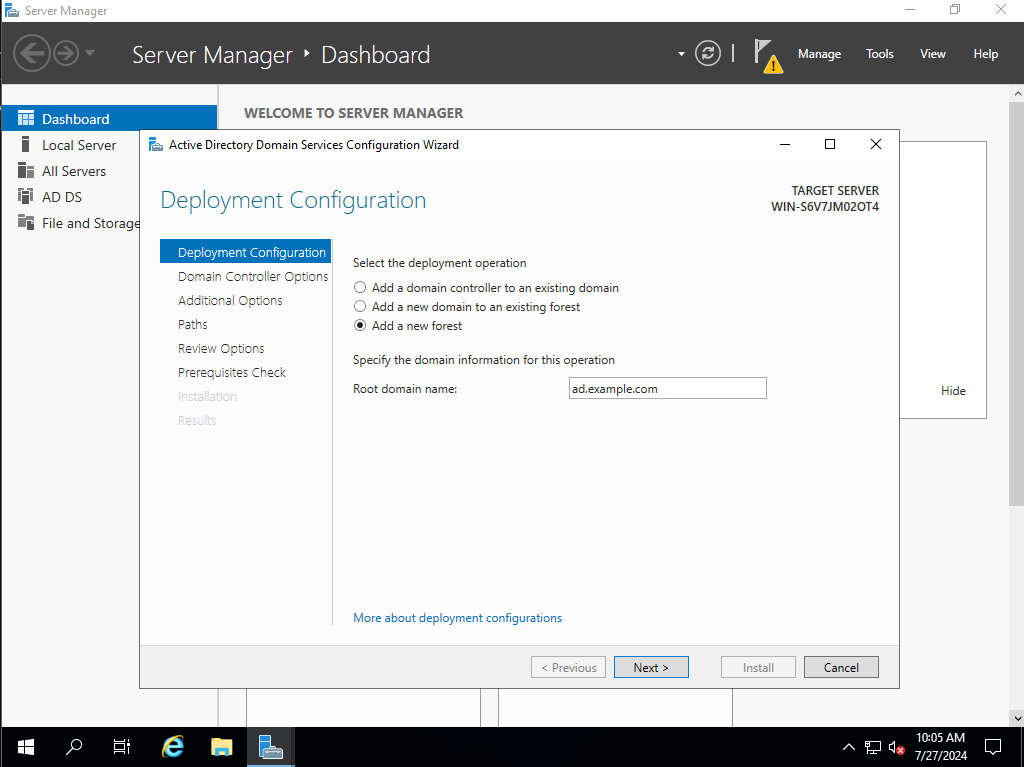 Server Manager
Server Manager ‣ Dashboard
Manage
Tools
View
Help
Dashboard
Local Server
All Servers
AD DS
File and Storage
WELCOME TO SERVER MANAGER
Active Directory Domain Services Configuration Wizard
Deployment Configuration
TARGET SERVER
WIN-S6V7JM02OT4
Deployment Configuration
Domain Controller Options
Additional Options
Paths
Review Options
Prerequisites Check
Installation
Results
Select the deployment operation
Add a domain controller to an existing domain
Add a new domain to an existing forest
Add a new forest
Specify the domain information for this operation
Root domain name:
ad.example.com
More about deployment configurations
Hide
< Previous
Next >
Install
Cancel
10:05 AM
7/27/2024